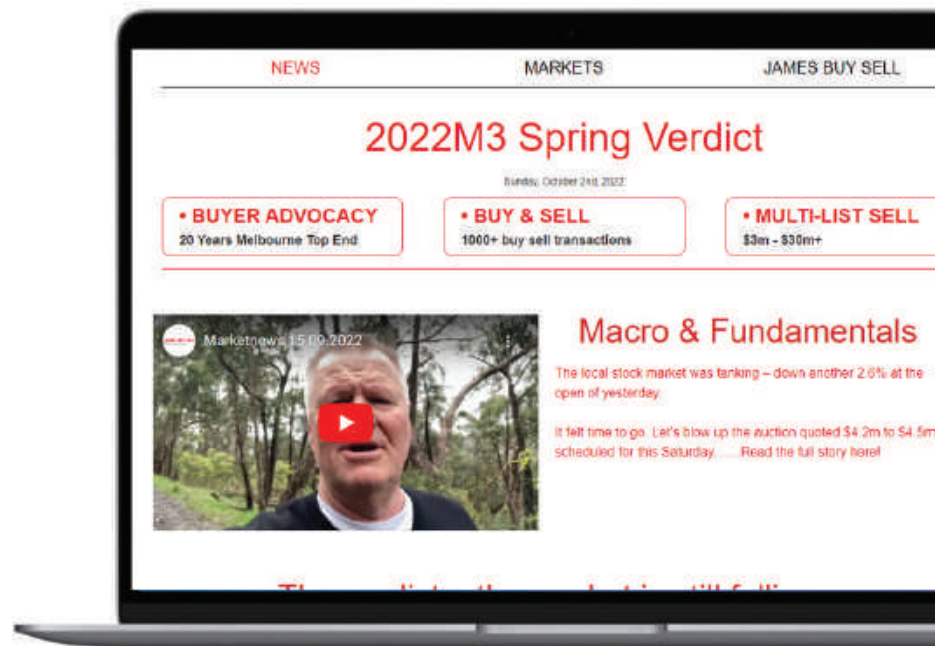 NEWS MARKETS JAMES BUY SELL
2022M3 Spring Verdict
Sunday, October 2nd, 2022
• BUYER ADVOCACY
20 Years Melbourne Top End
• BUY & SELL
1000+ buy sell transactions
• MULTI-LIST SELL
$3m - $30m+
Marketnews 15.09.2022
Macro & Fundamentals
The local stock market was tanking – down another 2.6% at the
open of yesterday.
It felt time to go. Let's blow up the auction quoted $4.2m to $4.5m
scheduled for this Saturday. ......Read the full story here!